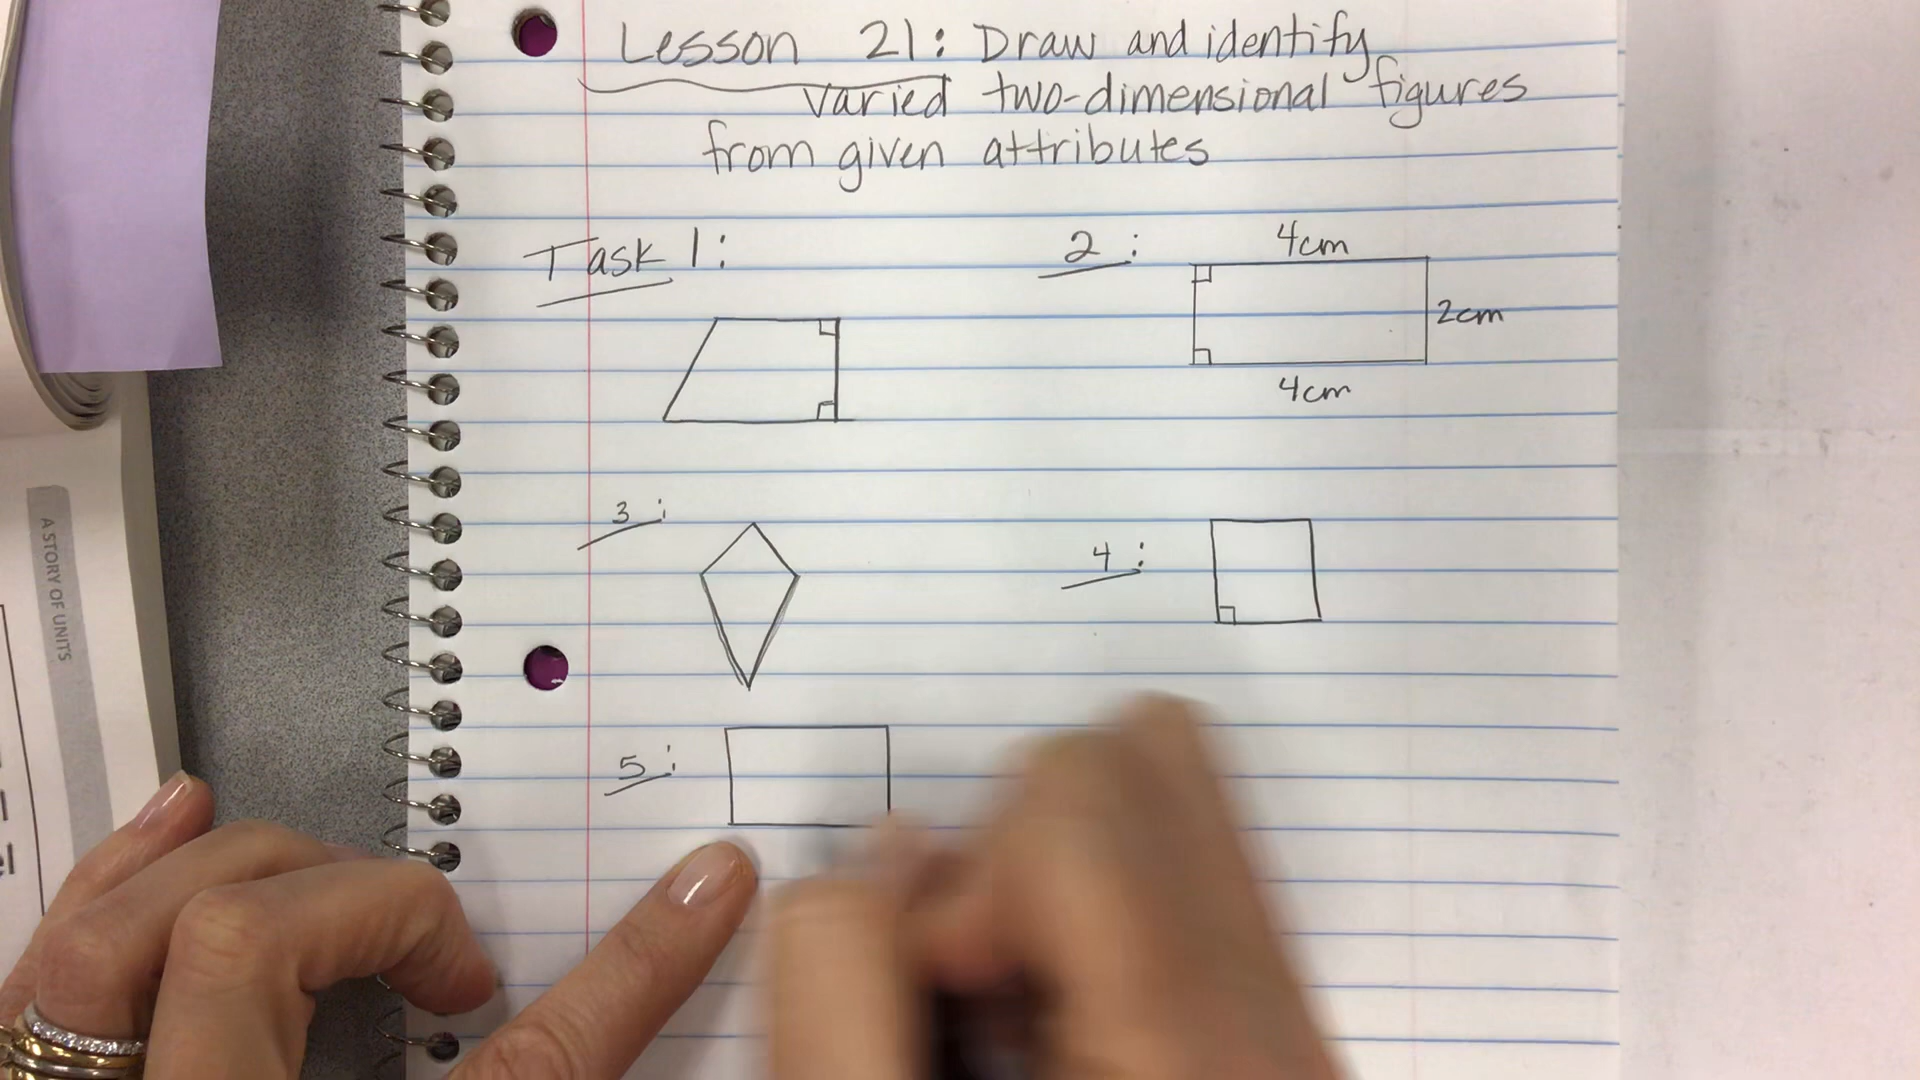 Lesson 21: Draw and identify
varied two-dimensional figures
from given attributes
Task 1:
2:
4cm
2cm
4cm
3:
4:
5:
A STORY OF UNITS